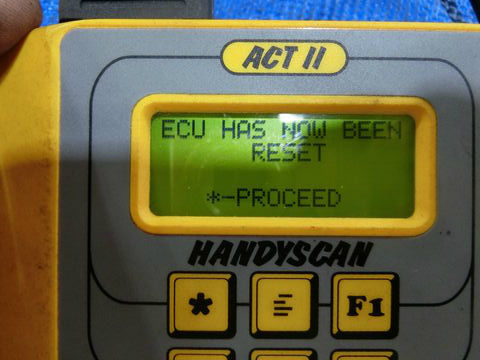 ACT II
ECU HAS NOW BEEN
RESET
*-PROCEED
HANDYSCAN
* F1